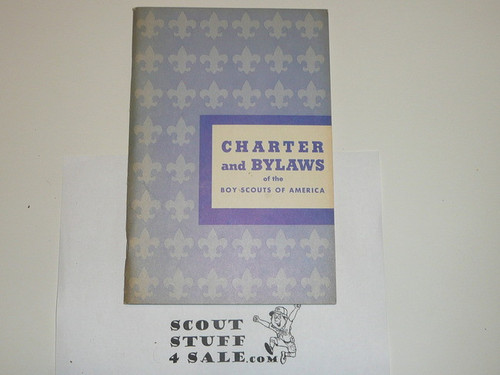 CHARTER
and BYLAWS
of the
BOY SCOUTS OF AMERICA
SCOUT
STUFF
4 SALE.COM